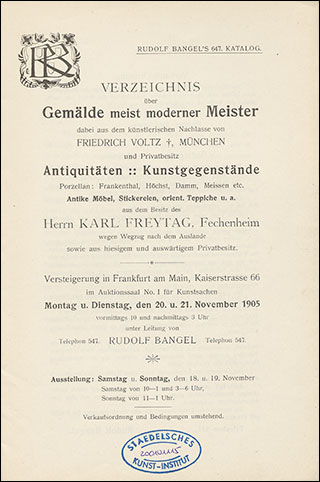 RUDOLF BANGEL'S 647. KATALOG.
RB
VERZEICHNIS
über
Gemälde meist moderner Meister
dabei aus dem künstlerischen Nachlasse von
FRIEDRICH VOLTZ †, MÜNCHEN
und Privatbesitz
Antiquitäten :: Kunstgegenstände
Porzellan: Frankenthal, Höchst, Damm, Meissen etc.
Antike Möbel, Stickereien, orient. Teppiche u. a.
aus dem Besitz des
Herrn KARL FREYTAG, Fechenheim
wegen Wegzug nach dem Auslande
sowie aus hiesigem und auswärtigem Privatbesitz.
Versteigerung in Frankfurt am Main, Kaiserstrasse 66
im Auktionssaal No. 1 für Kunstsachen
Montag u. Dienstag, den 20. u. 21. November 1905
vormittags 10 und nachmittags 3 Uhr
unter Leitung von
Telephon 547. RUDOLF BANGEL Telephon 547.
Ausstellung: Samstag u. Sonntag, den 18. u. 19. November
Samstag von 10—1 und 3—6 Uhr,
Sonntag von 11—1 Uhr.
Verkaufsordnung und Bedingungen umstehend.
STAEDELSCHES
KUNST-INSTITUT